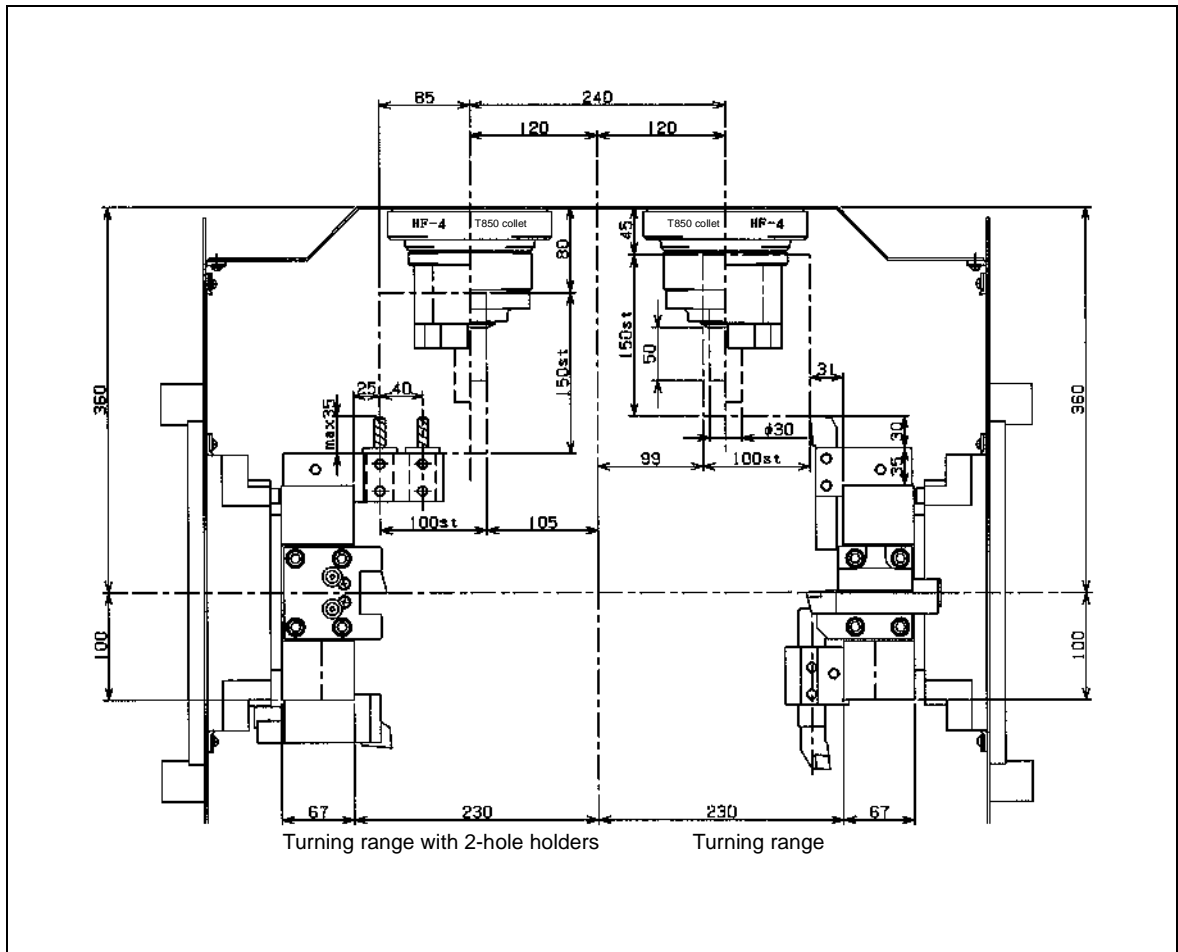 85
240
120
120
HF-4
T850 collet
T850 collet
HF-4
80
45
150st
150st
50
360
360
31
25
40
max35
φ30
30
99
100st
35
100st
105
100
100
67
230
230
67
Turning range with 2-hole holders
Turning range